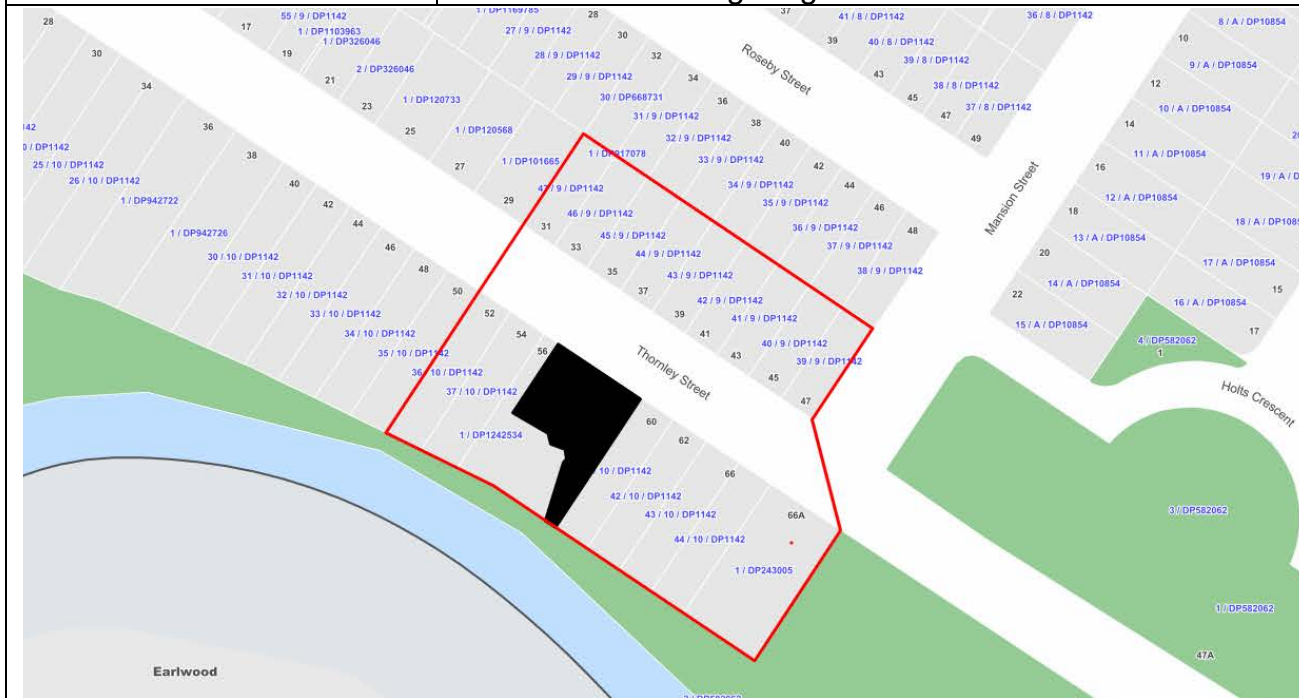 28
30
34
36
38
40
42
44
46
48
50
52
54
56
60
62
66
66A
17
19
21
23
25
27
29
31
33
35
37
39
41
43
45
47
28
30
32
34
36
38
40
42
44
46
48
37
39
43
45
47
49
10
12
14
16
18
20
22
15
17
1
47A
55 / 9 / DP1142
1 / DP1103963
1 / DP326046
2 / DP326046
1 / DP120733
1 / DP120568
1 / DP101665
47 / 9 / DP1142
46 / 9 / DP1142
45 / 9 / DP1142
44 / 9 / DP1142
43 / 9 / DP1142
42 / 9 / DP1142
41 / 9 / DP1142
40 / 9 / DP1142
39 / 9 / DP1142
1 / DP1169785
27 / 9 / DP1142
28 / 9 / DP1142
29 / 9 / DP1142
30 / DP668731
31 / 9 / DP1142
32 / 9 / DP1142
33 / 9 / DP1142
34 / 9 / DP1142
35 / 9 / DP1142
36 / 9 / DP1142
37 / 9 / DP1142
38 / 9 / DP1142
41 / 8 / DP1142
40 / 8 / DP1142
39 / 8 / DP1142
38 / 8 / DP1142
37 / 8 / DP1142
36 / 8 / DP1142
8 / A / DP10854
9 / A / DP10854
10 / A / DP10854
11 / A / DP10854
12 / A / DP10854
13 / A / DP10854
14 / A / DP10854
15 / A / DP10854
16 / A / DP10854
17 / A / DP10854
4 / DP582062
3 / DP582062
1 / DP582062
25 / 10 / DP1142
26 / 10 / DP1142
1 / DP942722
1 / DP942726
30 / 10 / DP1142
31 / 10 / DP1142
32 / 10 / DP1142
33 / 10 / DP1142
34 / 10 / DP1142
35 / 10 / DP1142
36 / 10 / DP1142
37 / 10 / DP1142
1 / DP1242534
10 / DP1142
42 / 10 / DP1142
43 / 10 / DP1142
44 / 10 / DP1142
1 / DP243005
Roseby Street
Mansion Street
Thornley Street
Holts Crescent
Earlwood